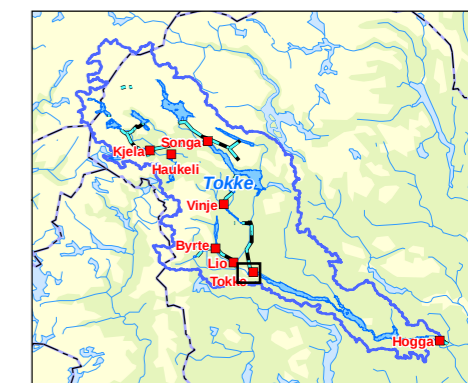 Songa
Kjela
Haukeli
Tokke
Vinje
Byrte
Lio
Tokke
Hogga